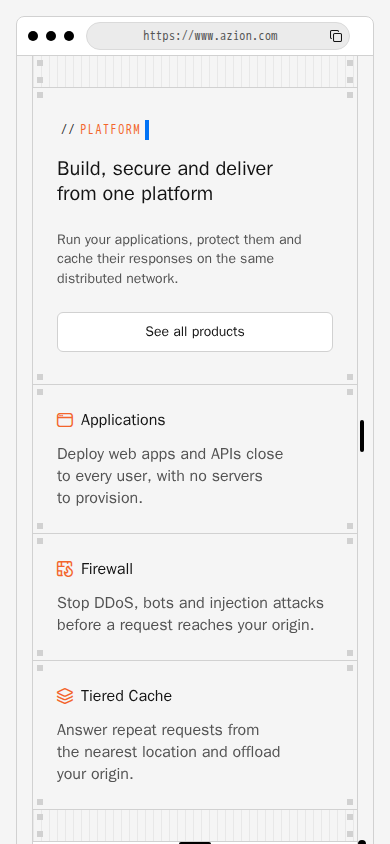 https://www.azion.com
// PLATFORM
Build, secure and deliver
from one platform
Run your applications, protect them and
cache their responses on the same
distributed network.
See all products
Applications
Deploy web apps and APIs close
to every user, with no servers
to provision.
Firewall
Stop DDoS, bots and injection attacks
before a request reaches your origin.
Tiered Cache
Answer repeat requests from
the nearest location and offload
your origin.